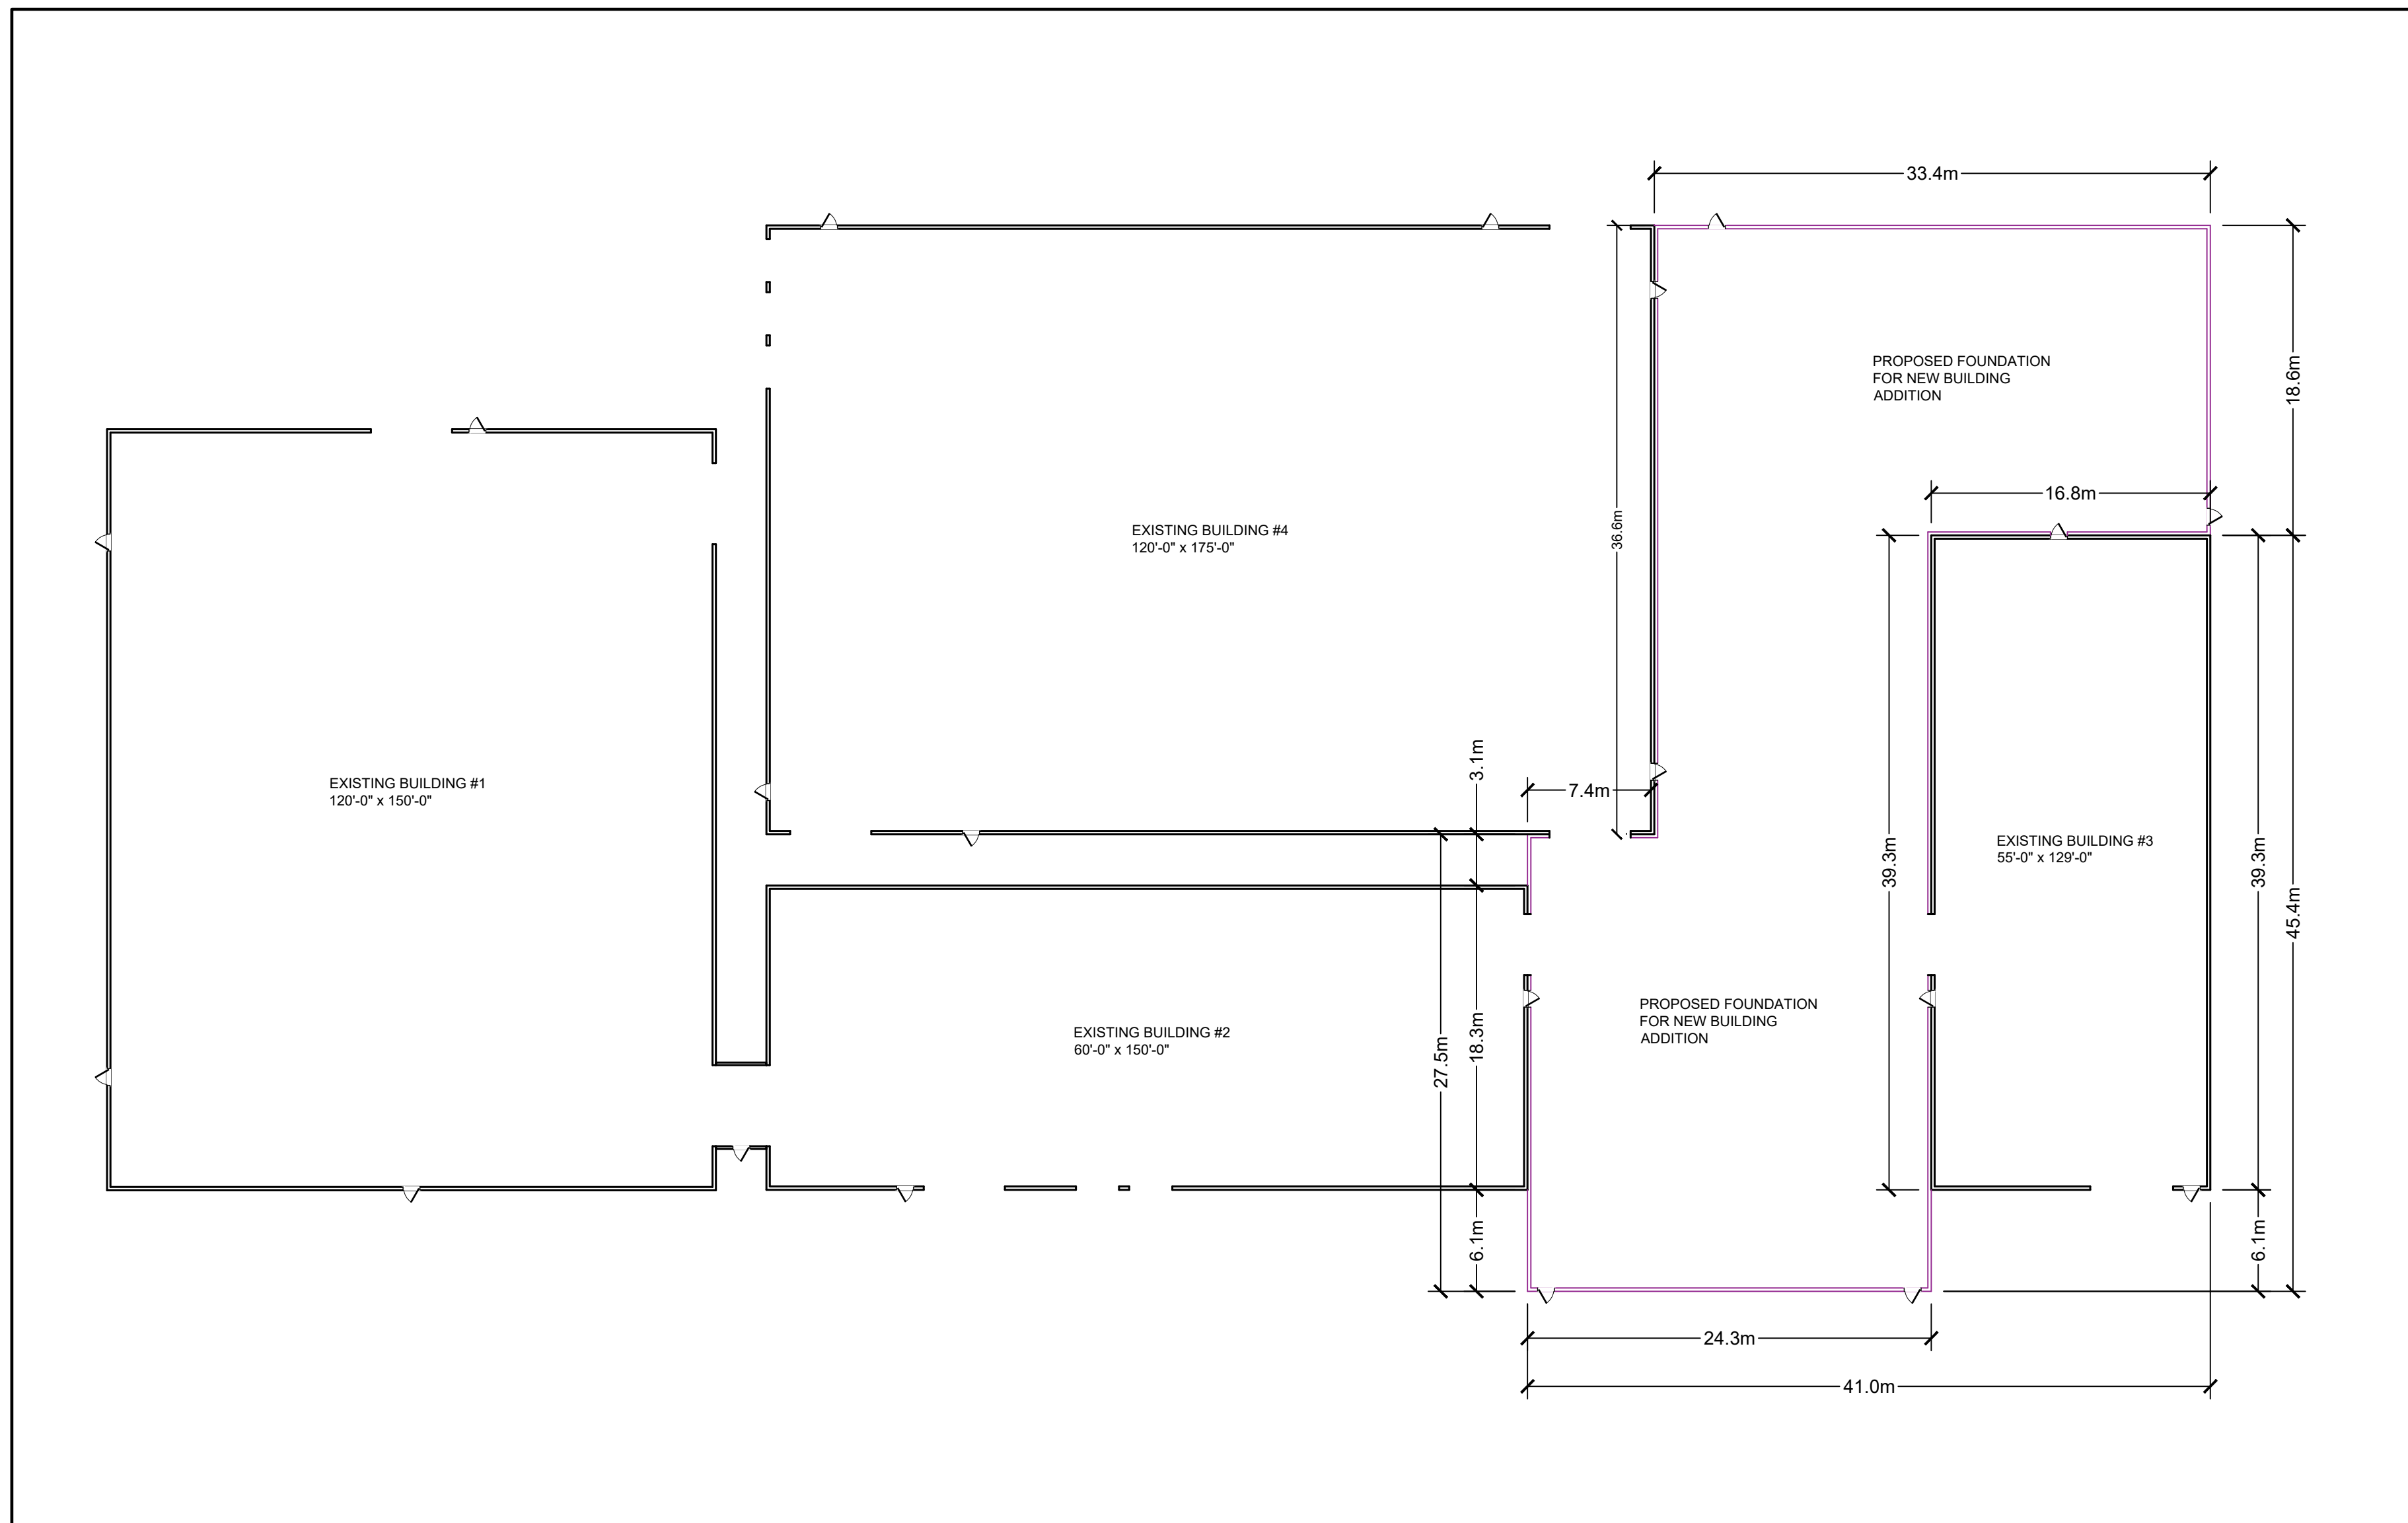 33.4m
18.6m
PROPOSED FOUNDATION
FOR NEW BUILDING
ADDITION
16.8m
EXISTING BUILDING #4
120'-0" x 175'-0"
36.6m
EXISTING BUILDING #1
120'-0" x 150'-0"
3.1m
7.4m
39.3m
EXISTING BUILDING #3
55'-0" x 129'-0"
39.3m
45.4m
PROPOSED FOUNDATION
FOR NEW BUILDING
ADDITION
EXISTING BUILDING #2
60'-0" x 150'-0"
27.5m
18.3m
6.1m
6.1m
24.3m
41.0m